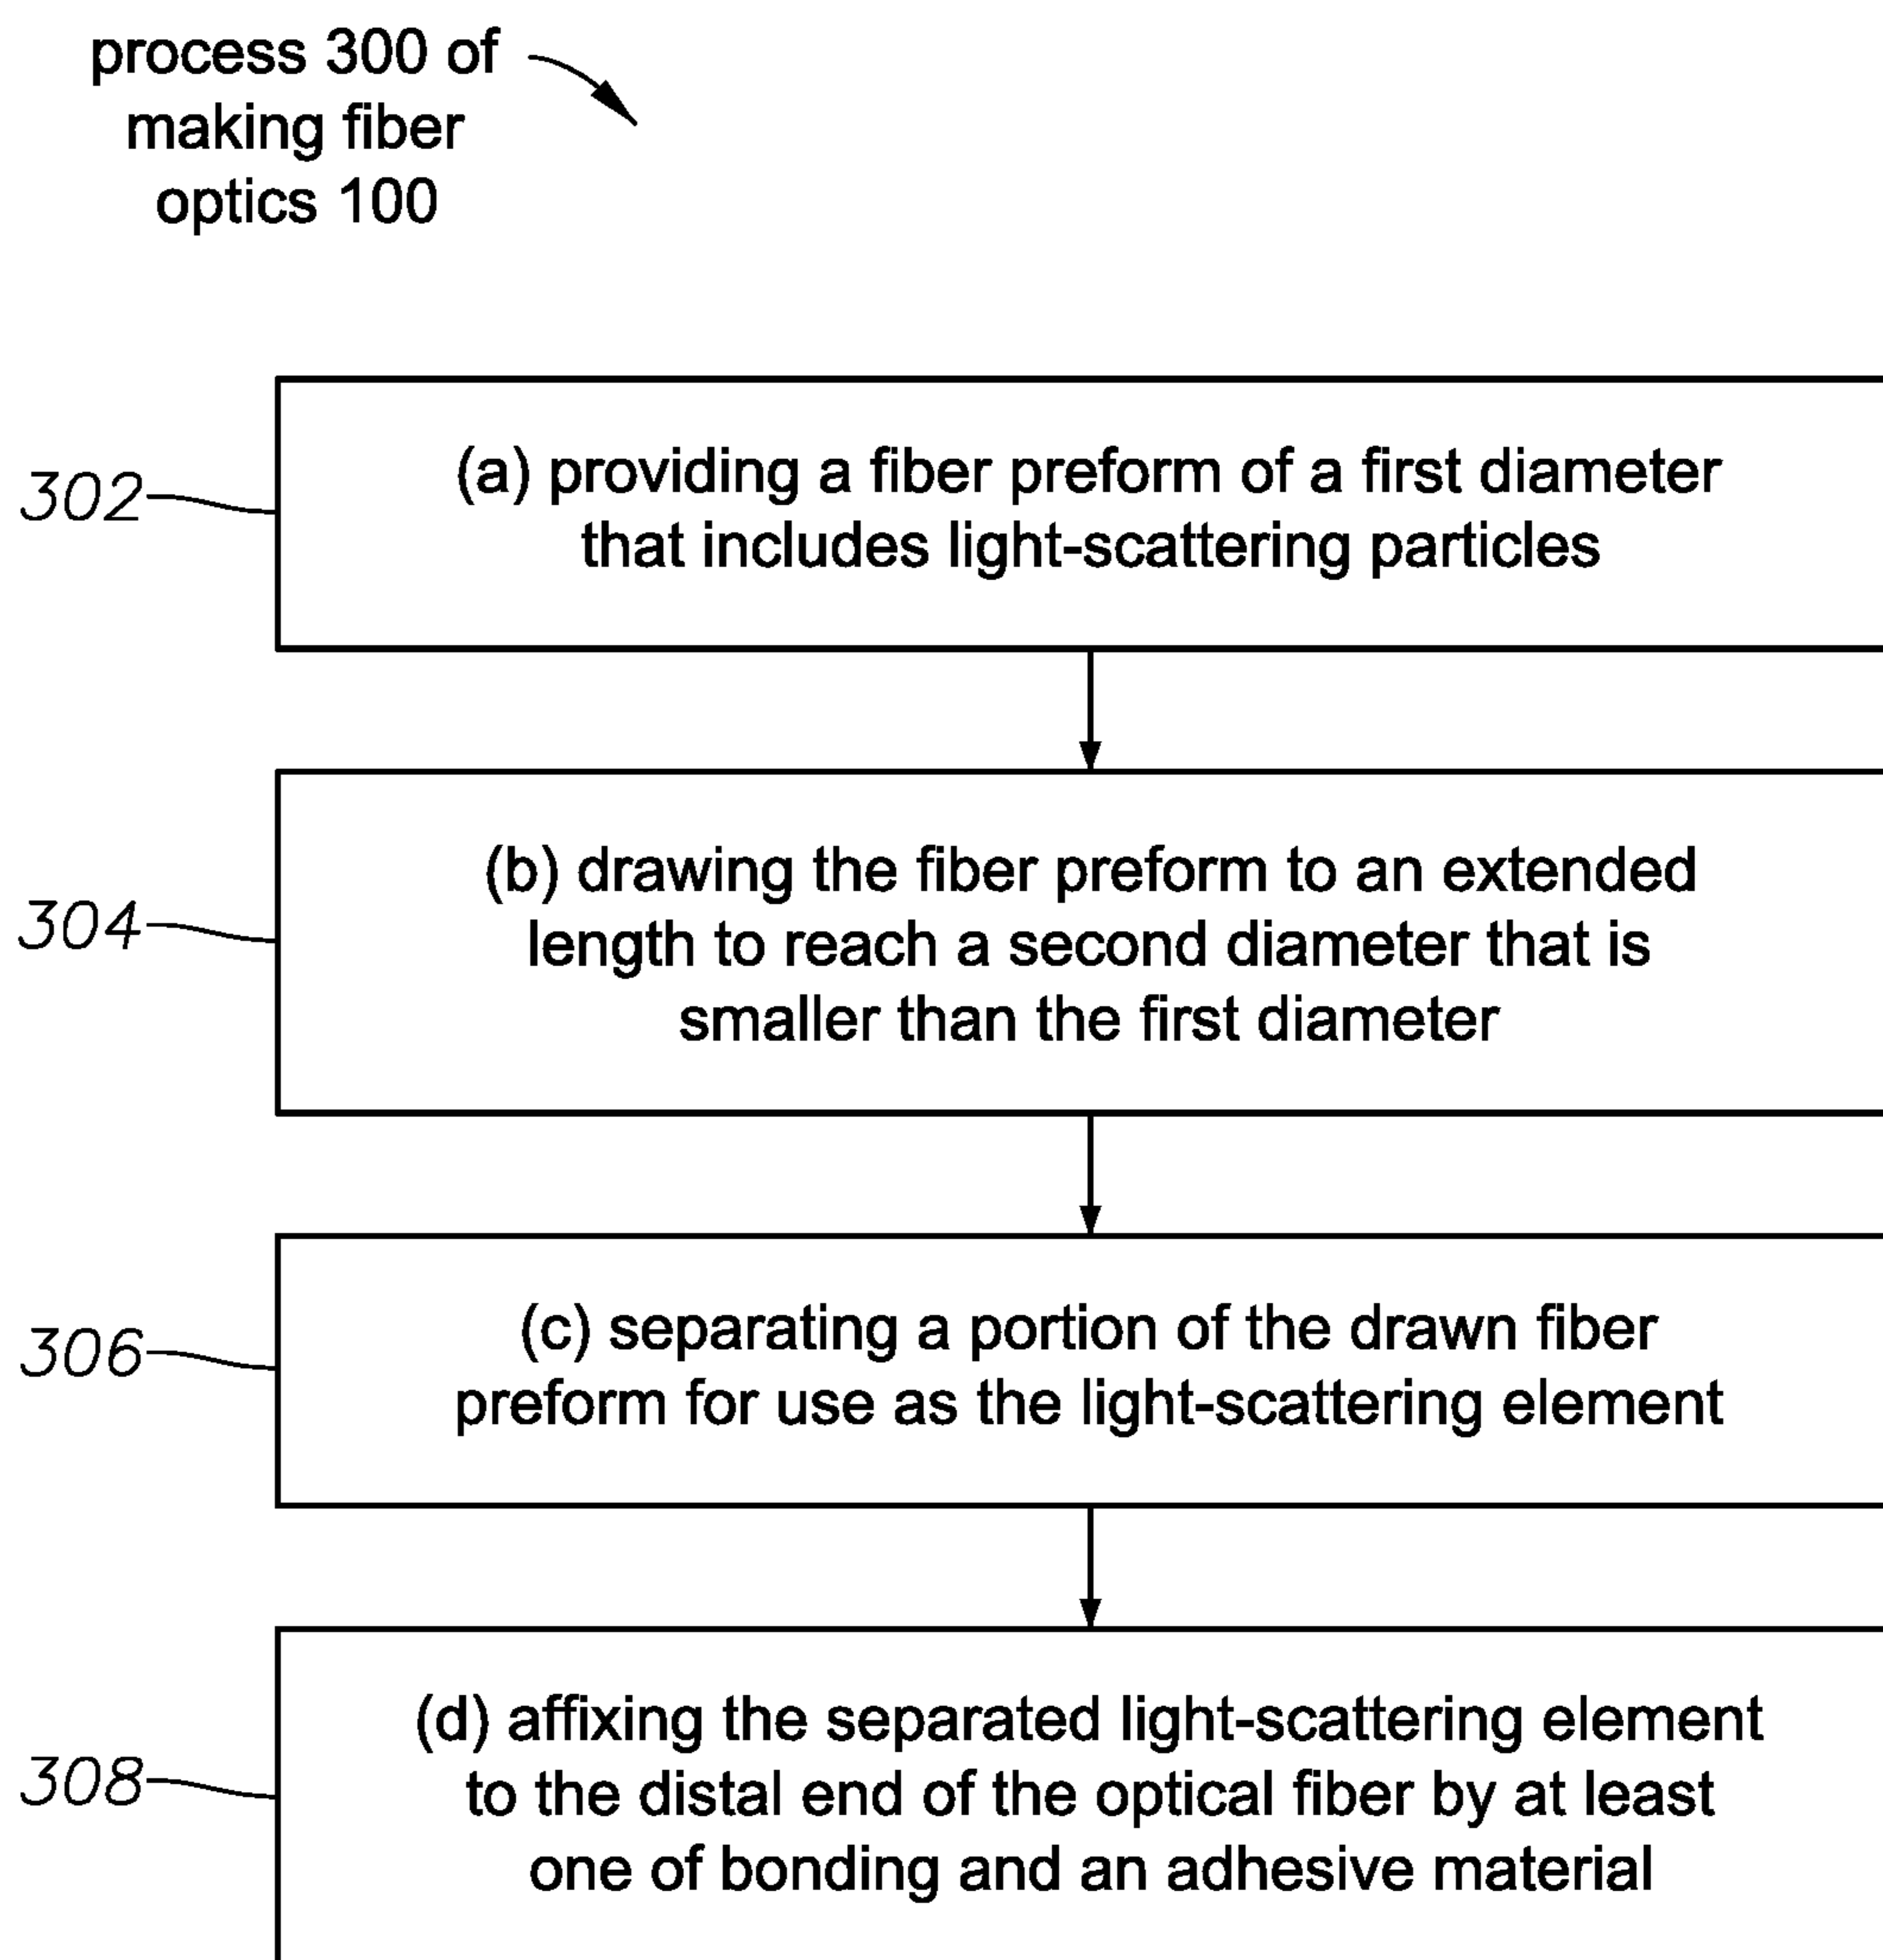 process 300 of
making fiber
optics 100
302
(a) providing a fiber preform of a first diameter
that includes light-scattering particles
304
(b) drawing the fiber preform to an extended
length to reach a second diameter that is
smaller than the first diameter
306
(c) separating a portion of the drawn fiber
preform for use as the light-scattering element
308
(d) affixing the separated light-scattering element
to the distal end of the optical fiber by at least
one of bonding and an adhesive material